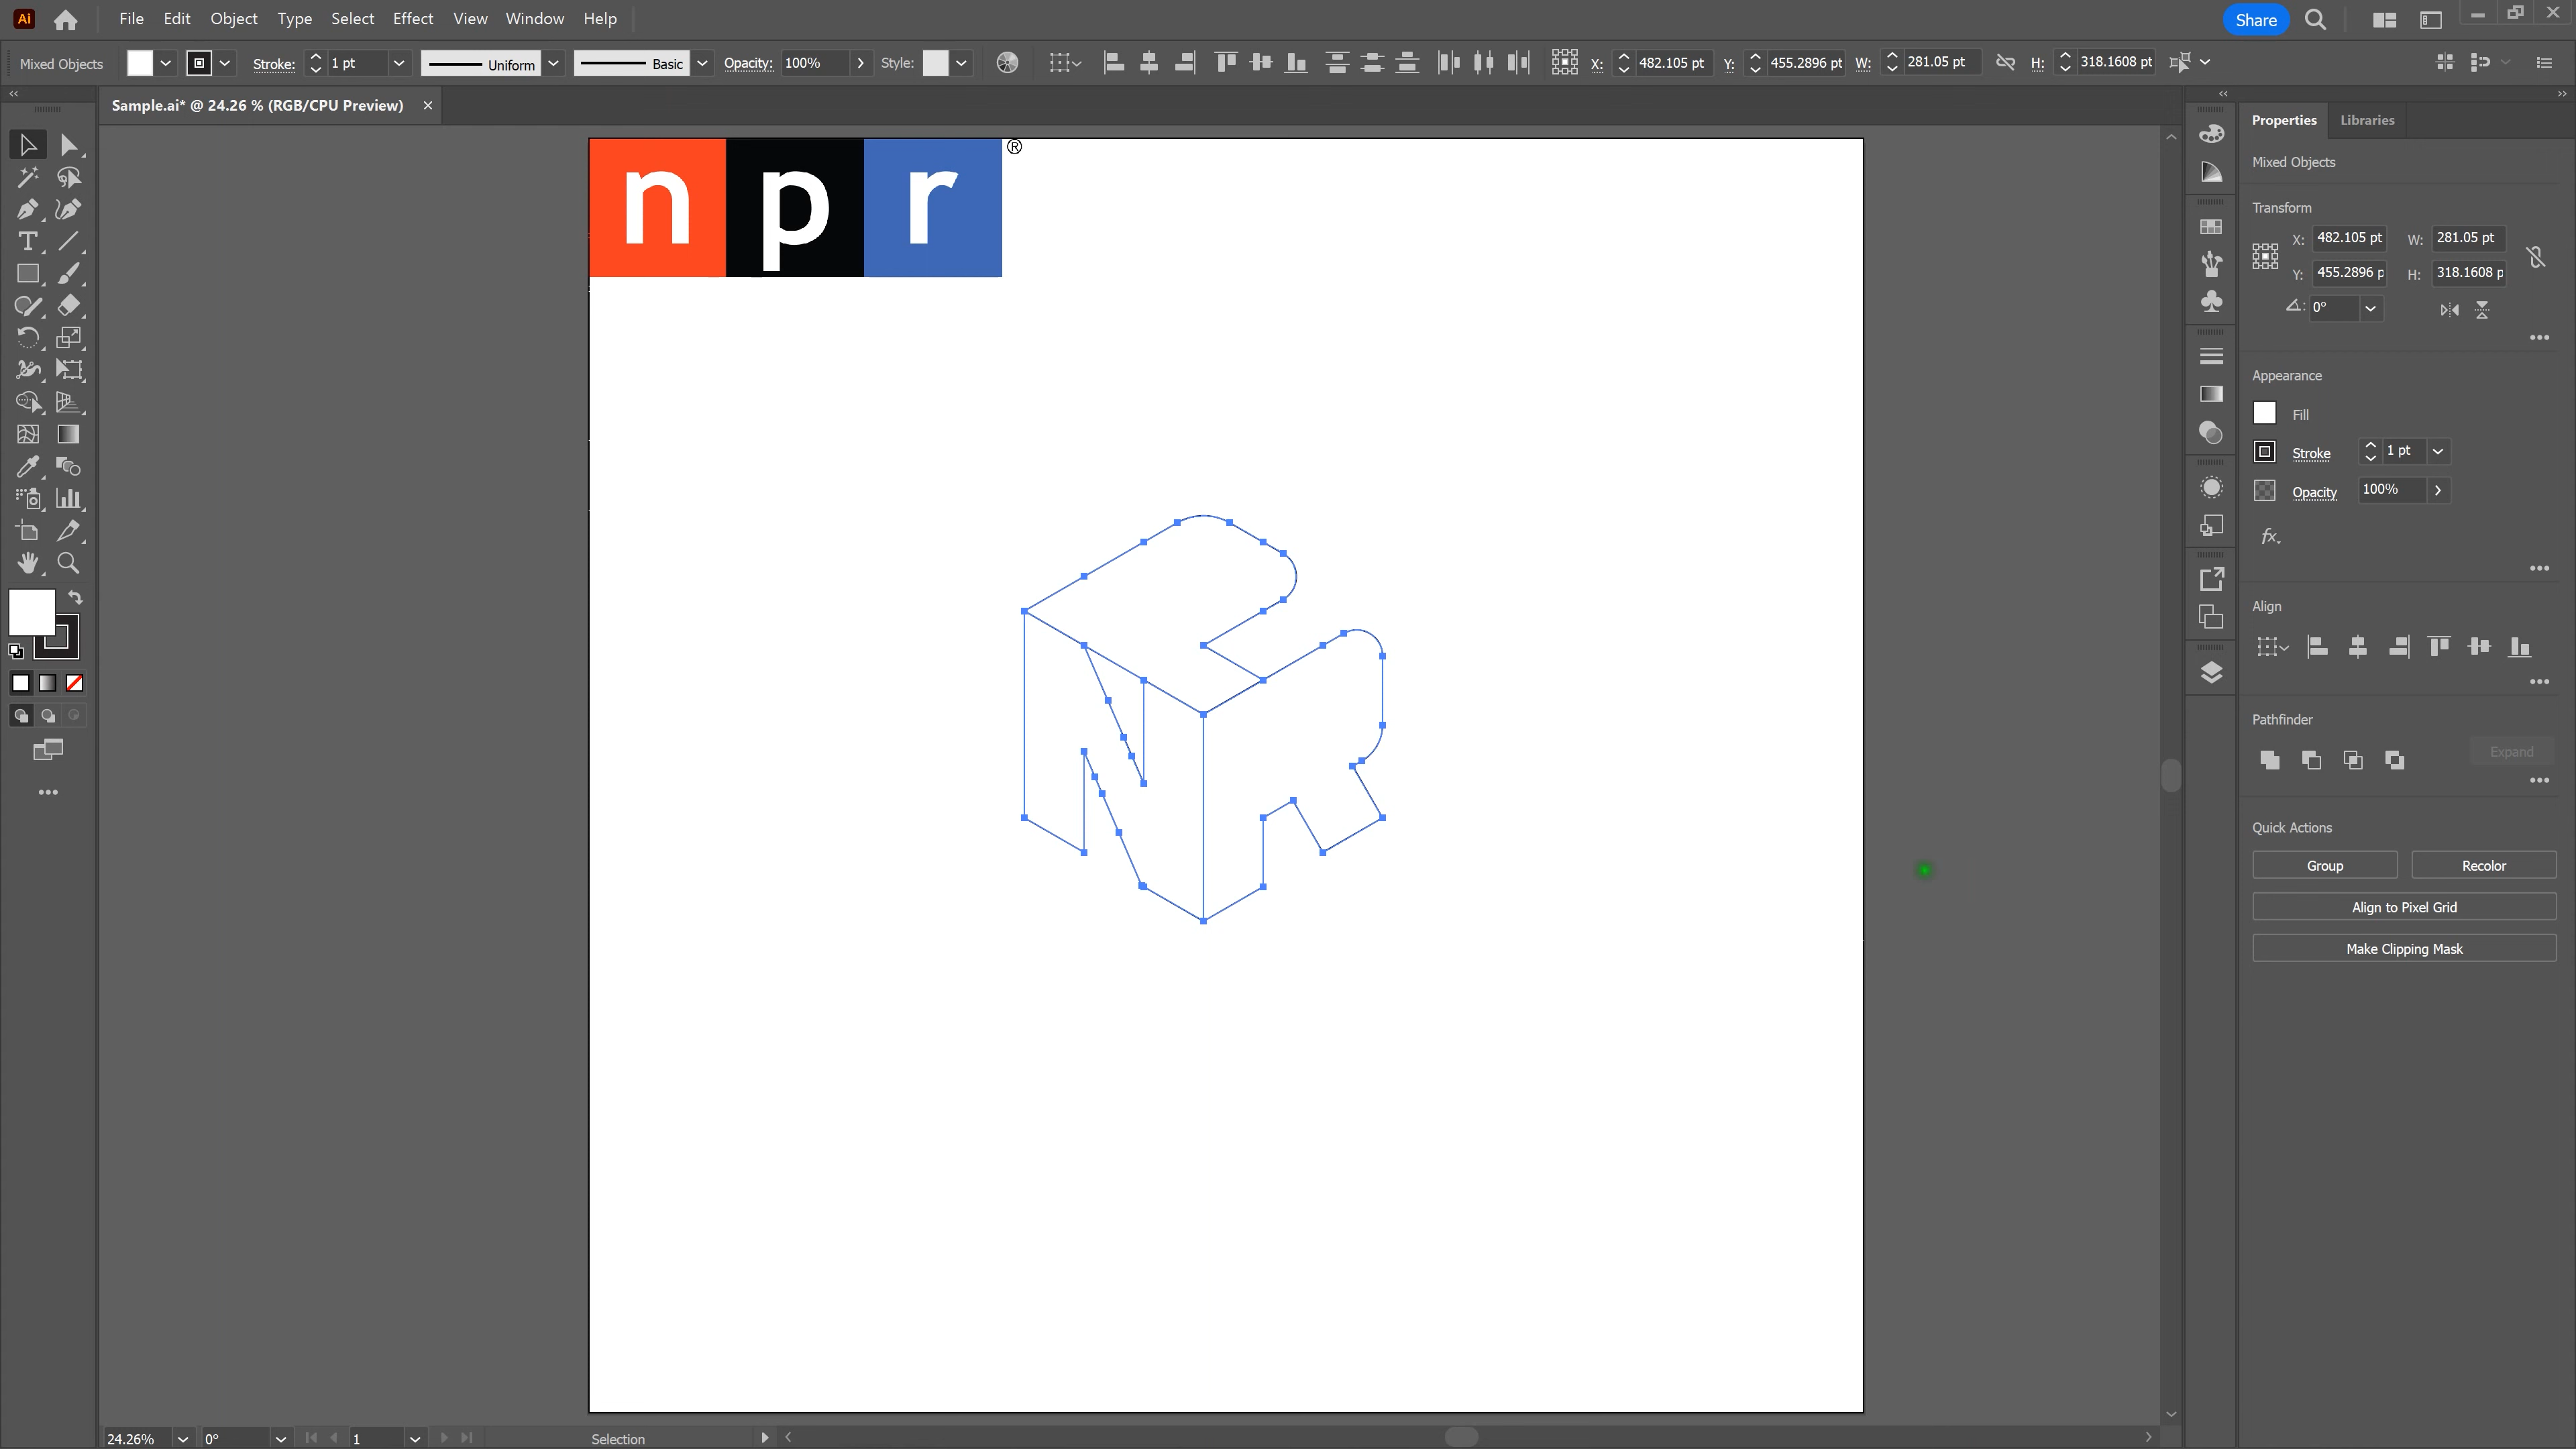 Ai File Edit Object Type Select Effect View Window Help Share
Mixed Objects Stroke: 1 pt Uniform Basic Opacity: 100% Style: X: 482.105 pt Y: 455.2896 pt W: 281.05 pt H: 318.1608 pt
Sample.ai* @ 24.26 % (RGB/CPU Preview) ×
npr®
Properties Libraries
Mixed Objects
Transform
X: 482.105 pt W: 281.05 pt
Y: 455.2896 p H: 318.1608 p
0°
Appearance
Fill
Stroke 1 pt
Opacity 100%
fx.
Align
Pathfinder
Expand
Quick Actions
Group Recolor
Align to Pixel Grid
Make Clipping Mask
24.26% 0° 1 Selection